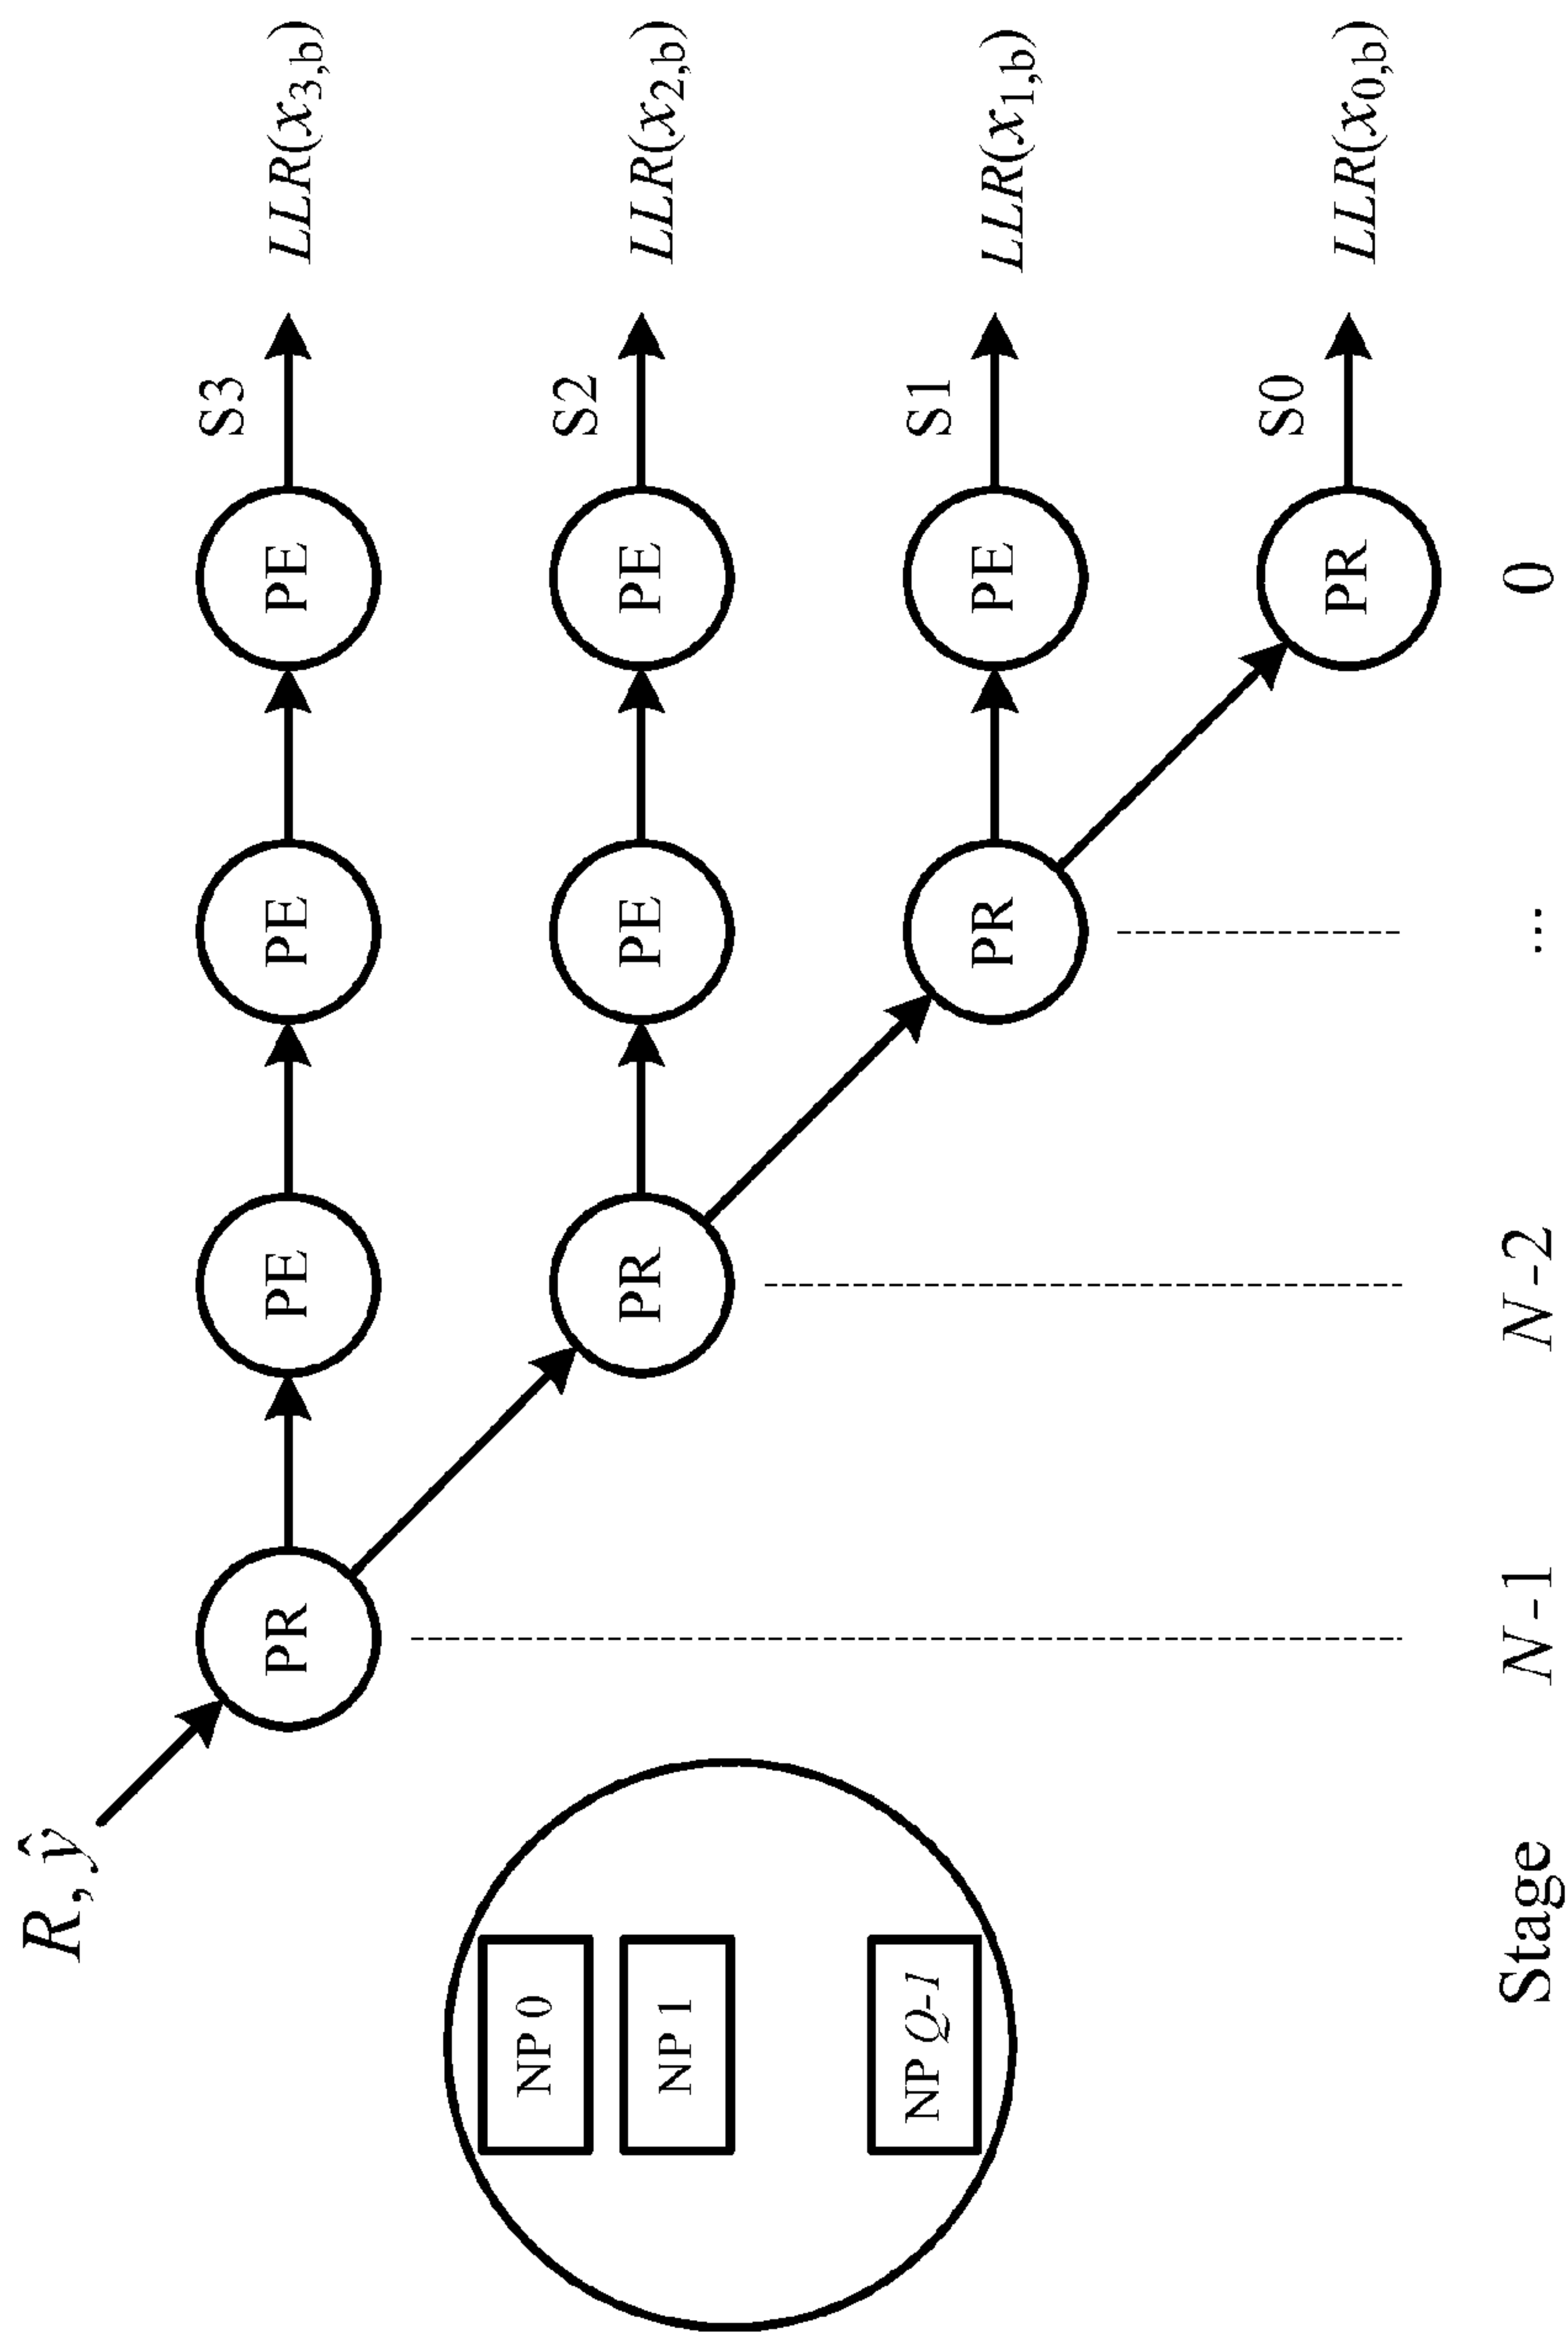 R, ŷ
S3
PR PE PE PE LLR(x₃,b)
NP 0
S2
PR PE PE LLR(x₂,b)
NP 1
S1
NP Q-1
PR PE LLR(x₁,b)
S0
PR LLR(x₀,b)
Stage N-1 N-2 ... 0